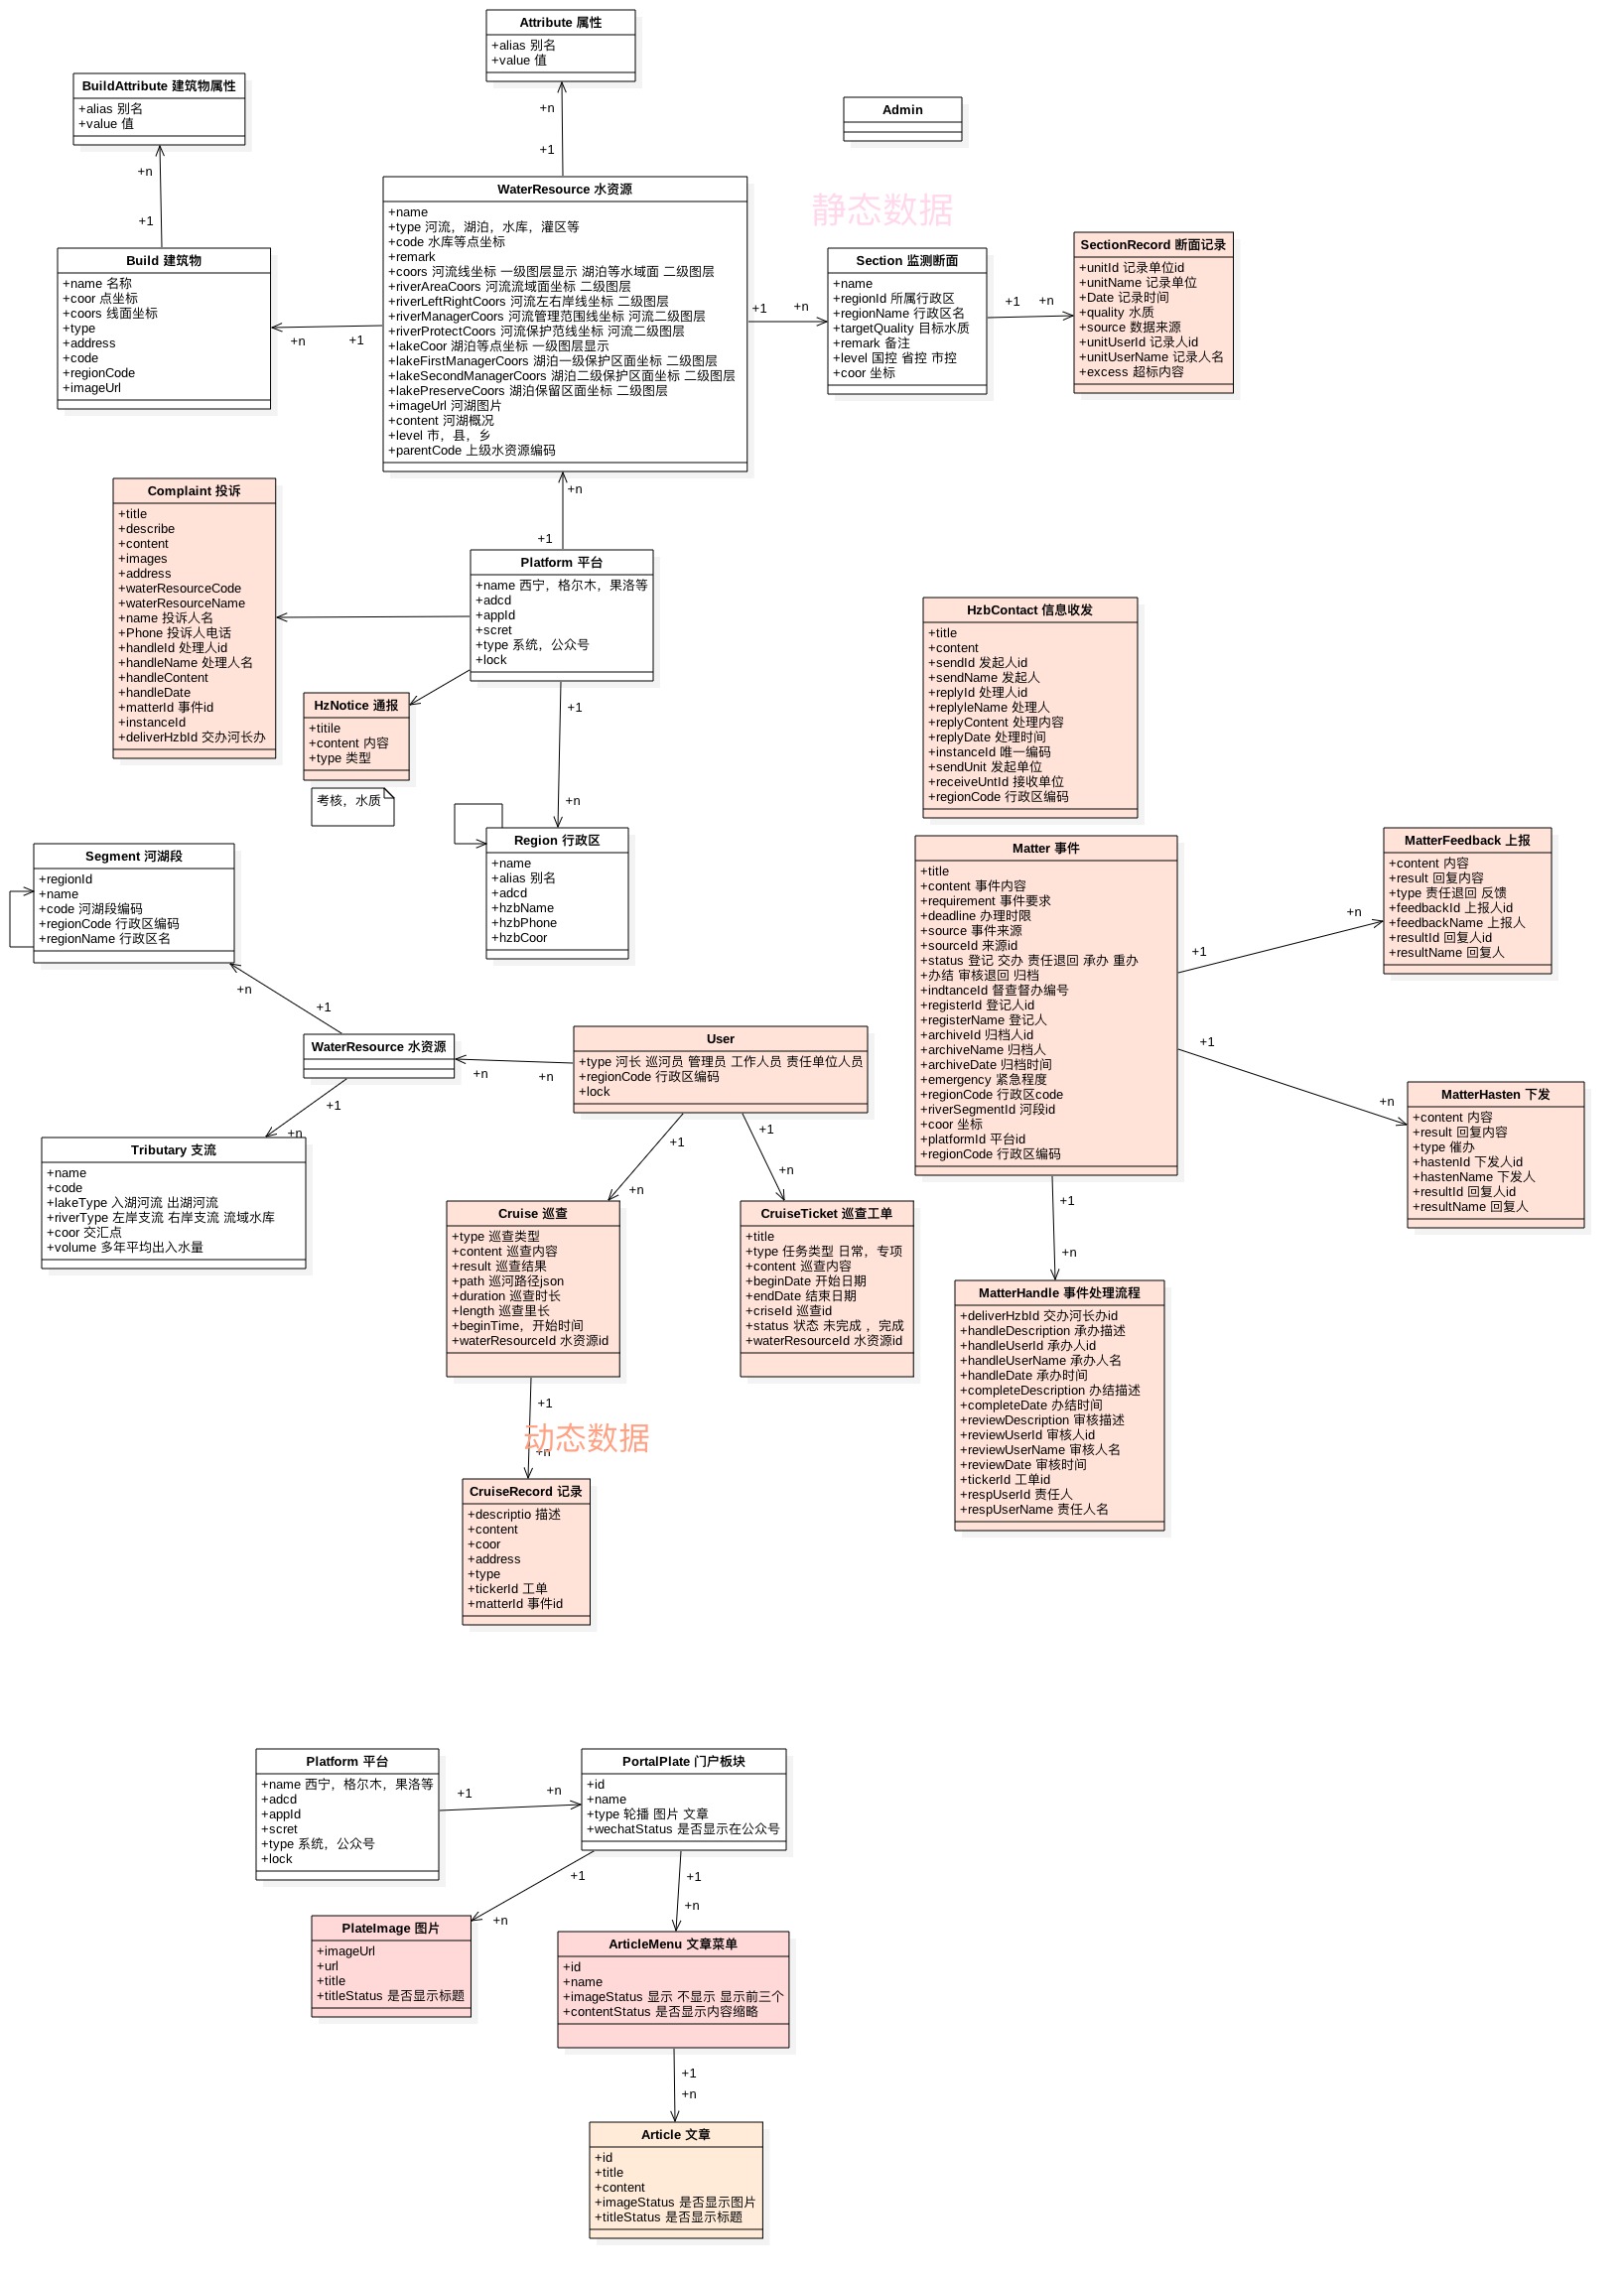 Attribute 属性
+alias 别名
+value 值
BuildAttribute 建筑物属性
+alias 别名
+value 值
Admin
+n
+1
+n
+1
WaterResource 水资源
+name
+type 河流，湖泊，水库，灌区等
+code 水库等点坐标
+remark
+coors 河流线坐标 一级图层显示 湖泊等水域面 二级图层
+riverAreaCoors 河流流域面坐标 二级图层
+riverLeftRightCoors 河流左右岸线坐标 二级图层
+riverManagerCoors 河流管理范围线坐标 河流二级图层
+riverProtectCoors 河流保护范线坐标 河流二级图层
+lakeCoor 湖泊等点坐标 一级图层显示
+lakeFirstManagerCoors 湖泊一级保护区面坐标 二级图层
+lakeSecondManagerCoors 湖泊二级保护区面坐标 二级图层
+lakePreserveCoors 湖泊保留区面坐标 二级图层
+imageUrl 河湖图片
+content 河湖概况
+level 市，县，乡
+parentCode 上级水资源编码
静态数据
Build 建筑物
+name 名称
+coor 点坐标
+coors 线面坐标
+type
+address
+code
+regionCode
+imageUrl
+n
+1
+1
+n
Section 监测断面
+name
+regionId 所属行政区
+regionName 行政区名
+targetQuality 目标水质
+remark 备注
+level 国控 省控 市控
+coor 坐标
+1
+n
SectionRecord 断面记录
+unitId 记录单位id
+unitName 记录单位
+Date 记录时间
+quality 水质
+source 数据来源
+unitUserId 记录人id
+unitUserName 记录人名
+excess 超标内容
+n
+1
Complaint 投诉
+title
+describe
+content
+images
+address
+waterResourceCode
+waterResourceName
+name 投诉人名
+Phone 投诉人电话
+handleId 处理人id
+handleName 处理人名
+handleContent
+handleDate
+matterId 事件id
+instanceId
+deliverHzbId 交办河长办
Platform 平台
+name 西宁，格尔木，果洛等
+adcd
+appId
+scret
+type 系统，公众号
+lock
HzNotice 通报
+titile
+content 内容
+type 类型
考核，水质
+1
+n
Region 行政区
+name
+alias 别名
+adcd
+hzbName
+hzbPhone
+hzbCoor
HzbContact 信息收发
+title
+content
+sendId 发起人id
+sendName 发起人
+replyId 处理人id
+replyleName 处理人
+replyContent 处理内容
+replyDate 处理时间
+instanceId 唯一编码
+sendUnit 发起单位
+receiveUntId 接收单位
+regionCode 行政区编码
Segment 河湖段
+regionId
+name
+code 河湖段编码
+regionCode 行政区编码
+regionName 行政区名
+n
+1
WaterResource 水资源
+n
+n
+1
+n
Tributary 支流
+name
+code
+lakeType 入湖河流 出湖河流
+riverType 左岸支流 右岸支流 流域水库
+coor 交汇点
+volume 多年平均出入水量
User
+type 河长 巡河员 管理员 工作人员 责任单位人员
+regionCode 行政区编码
+lock
+1
+n
+1
+n
Cruise 巡查
+type 巡查类型
+content 巡查内容
+result 巡查结果
+path 巡河路径json
+duration 巡查时长
+length 巡查里长
+beginTime，开始时间
+waterResourceId 水资源id
CruiseTicket 巡查工单
+title
+type 任务类型 日常，专项
+content 巡查内容
+beginDate 开始日期
+endDate 结束日期
+criseId 巡查id
+status 状态 未完成 ，完成
+waterResourceId 水资源id
+1
动态数据
+n
CruiseRecord 记录
+descriptio 描述
+content
+coor
+address
+type
+tickerId 工单
+matterId 事件id
Matter 事件
+title
+content 事件内容
+requirement 事件要求
+deadline 办理时限
+source 事件来源
+sourceId 来源id
+status 登记 交办 责任退回 承办 重办
+办结 审核退回 归档
+indtanceId 督查督办编号
+registerId 登记人id
+registerName 登记人
+archiveId 归档人id
+archiveName 归档人
+archiveDate 归档时间
+emergency 紧急程度
+regionCode 行政区code
+riverSegmentId 河段id
+coor 坐标
+platformId 平台id
+regionCode 行政区编码
+1
+n
MatterFeedback 上报
+content 内容
+result 回复内容
+type 责任退回 反馈
+feedbackId 上报人id
+feedbackName 上报人
+resultId 回复人id
+resultName 回复人
+1
+n
MatterHasten 下发
+content 内容
+result 回复内容
+type 催办
+hastenId 下发人id
+hastenName 下发人
+resultId 回复人id
+resultName 回复人
+1
+n
MatterHandle 事件处理流程
+deliverHzbId 交办河长办id
+handleDescription 承办描述
+handleUserId 承办人id
+handleUserName 承办人名
+handleDate 承办时间
+completeDescription 办结描述
+completeDate 办结时间
+reviewDescription 审核描述
+reviewUserId 审核人id
+reviewUserName 审核人名
+reviewDate 审核时间
+tickerId 工单id
+respUserId 责任人
+respUserName 责任人名
Platform 平台
+name 西宁，格尔木，果洛等
+adcd
+appId
+scret
+type 系统，公众号
+lock
+1
+n
PortalPlate 门户板块
+id
+name
+type 轮播 图片 文章
+wechatStatus 是否显示在公众号
+1
+n
+1
+n
PlateImage 图片
+imageUrl
+url
+title
+titleStatus 是否显示标题
ArticleMenu 文章菜单
+id
+name
+imageStatus 显示 不显示 显示前三个
+contentStatus 是否显示内容缩略
+1
+n
Article 文章
+id
+title
+content
+imageStatus 是否显示图片
+titleStatus 是否显示标题